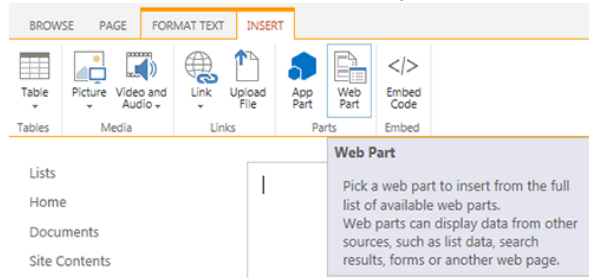 BROWSE PAGE FORMAT TEXT INSERT
Table Picture Video and Audio Link Upload File App Part Web Part Embed Code
Tables Media Links Parts Embed
Web Part
Pick a web part to insert from the full
list of available web parts.
Web parts can display data from other
sources, such as list data, search
results, forms or another web page.
Lists
Home
Documents
Site Contents